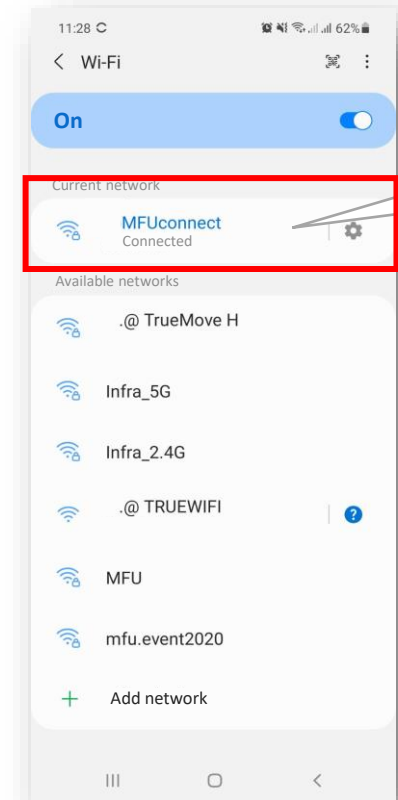 11:28 62%
Wi-Fi
On
Current network
MFUconnect
Connected
Available networks
.@ TrueMove H
Infra_5G
Infra_2.4G
.@ TRUEWIFI
?
MFU
mfu.event2020
+ Add network